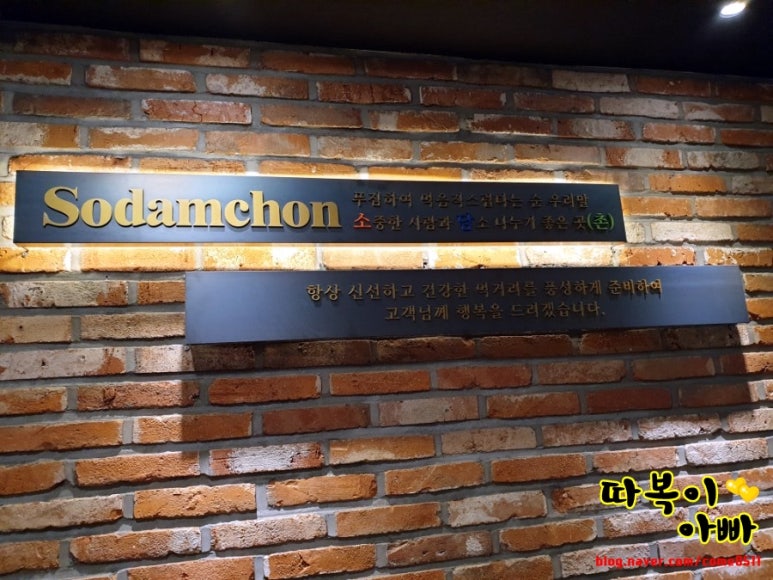 Sodamchon
푸짐하여 먹음직스럽다는 순 우리말
소중한 사람과 담소 나누기 좋은 곳(촌)
항상 신선하고 건강한 먹거리를 풍성하게 준비하여
고객님께 행복을 드리겠습니다.
따복이
아빠